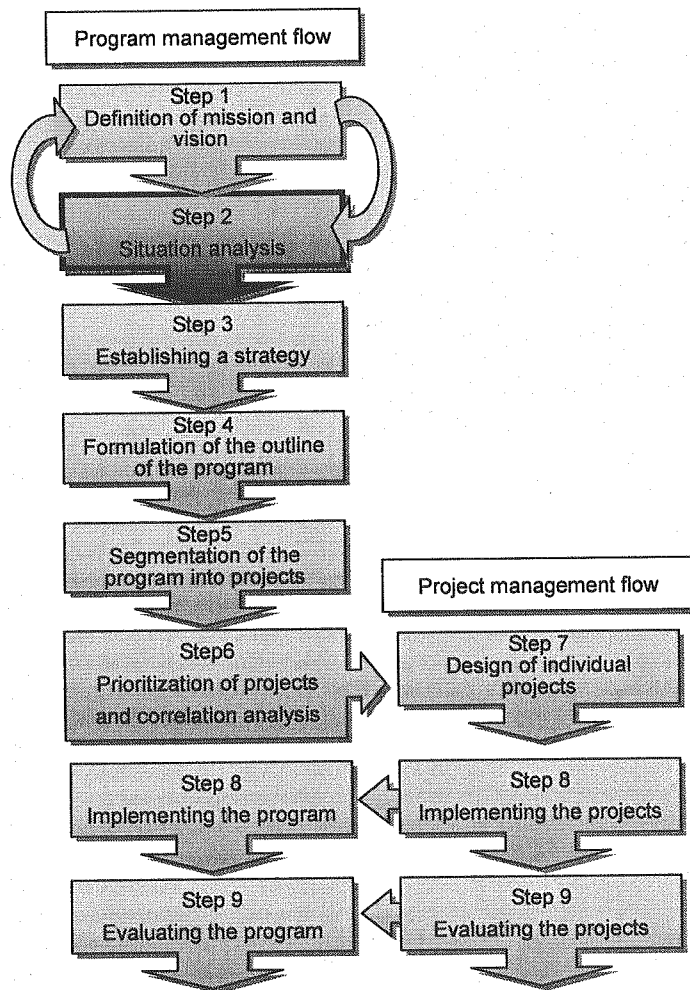 Program management flow
Step 1
Definition of mission and
vision
Step 2
Situation analysis
Step 3
Establishing a strategy
Step 4
Formulation of the outline
of the program
Step5
Segmentation of the
program into projects
Project management flow
Step6
Prioritization of projects
and correlation analysis
Step 7
Design of individual
projects
Step 8
Implementing the program
Step 8
Implementing the projects
Step 9
Evaluating the program
Step 9
Evaluating the projects